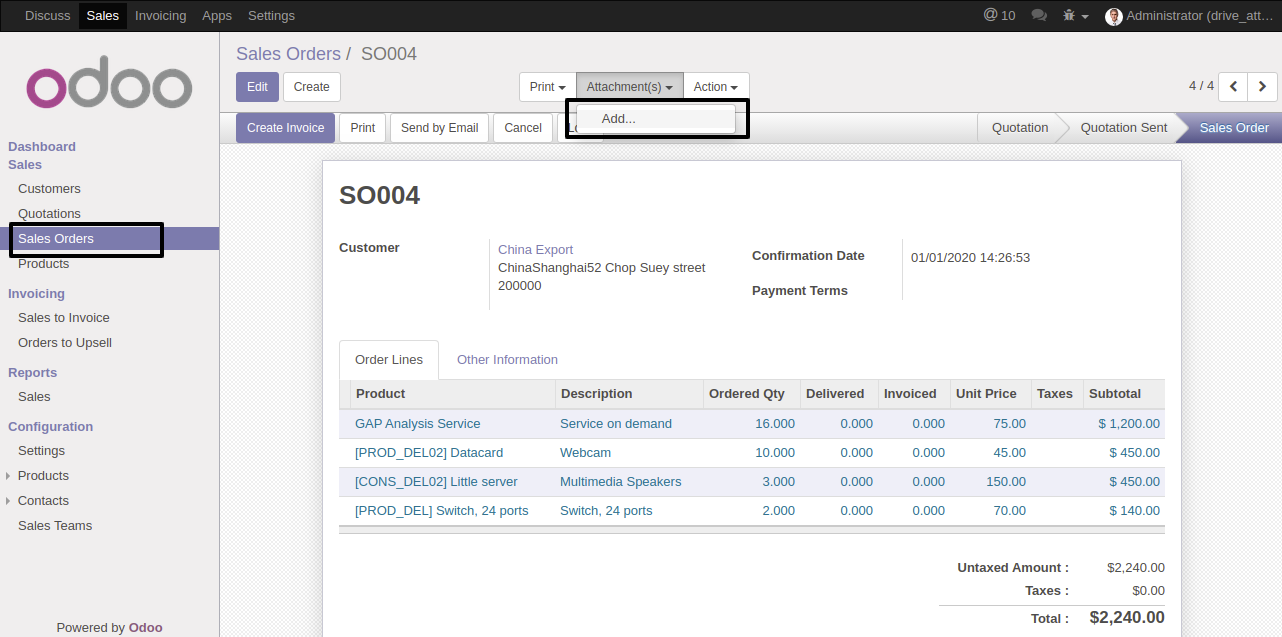 Discuss Sales Invoicing Apps Settings @ 10 Administrator (drive_att...
odoo
Dashboard
Sales
Customers
Quotations
Sales Orders
Products
Invoicing
Sales to Invoice
Orders to Upsell
Reports
Sales
Configuration
Settings
Products
Contacts
Sales Teams
Powered by Odoo
Sales Orders / SO004
Edit Create Print Attachment(s) Action 4 / 4
Add...
Create Invoice Print Send by Email Cancel Quotation Quotation Sent Sales Order
SO004
Customer
China Export
ChinaShanghai52 Chop Suey street
200000
Confirmation Date 01/01/2020 14:26:53
Payment Terms
Order Lines Other Information
Product Description Ordered Qty Delivered Invoiced Unit Price Taxes Subtotal
GAP Analysis Service Service on demand 16.000 0.000 0.000 75.00 $ 1,200.00
[PROD_DEL02] Datacard Webcam 10.000 0.000 0.000 45.00 $ 450.00
[CONS_DEL02] Little server Multimedia Speakers 3.000 0.000 0.000 150.00 $ 450.00
[PROD_DEL] Switch, 24 ports Switch, 24 ports 2.000 0.000 0.000 70.00 $ 140.00
Untaxed Amount : $2,240.00
Taxes : $0.00
Total : $2,240.00